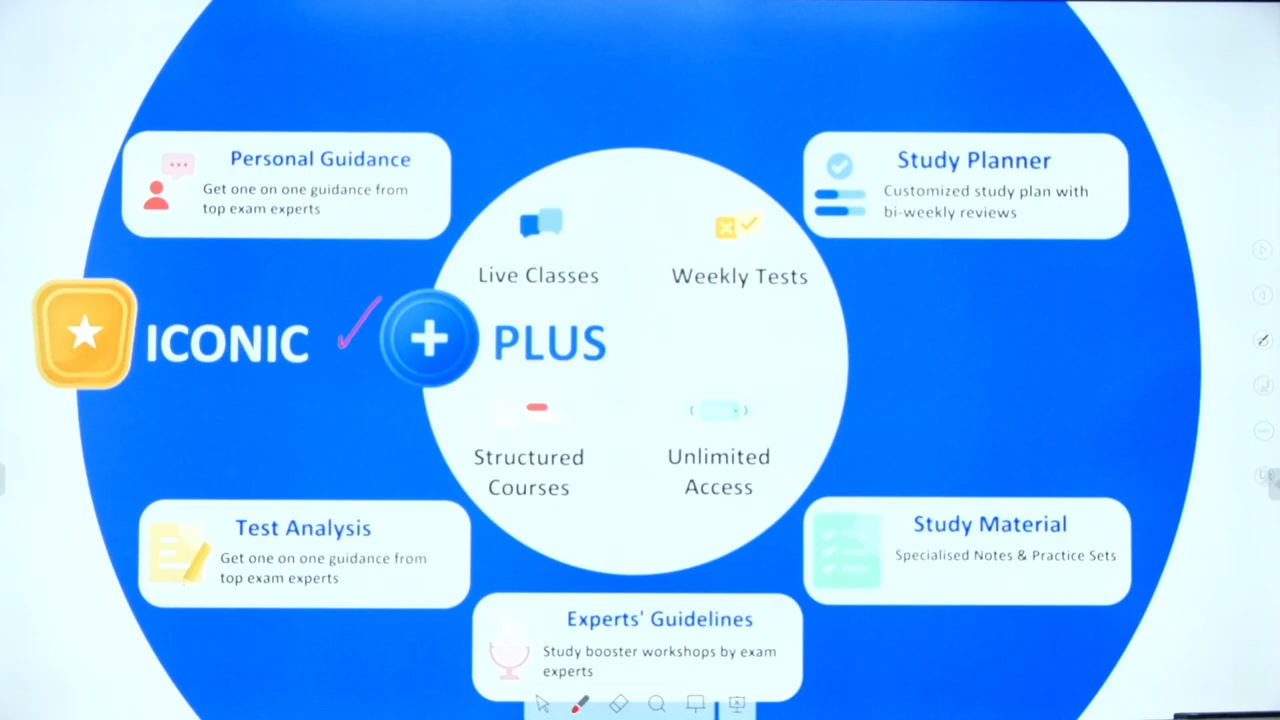 Personal Guidance
Get one on one guidance from
top exam experts
Study Planner
Customized study plan with
bi-weekly reviews
Live Classes
Weekly Tests
ICONIC
PLUS
Structured
Courses
Unlimited
Access
Test Analysis
Get one on one guidance from
top exam experts
Study Material
Specialised Notes & Practice Sets
Experts' Guidelines
Study booster workshops by exam
experts